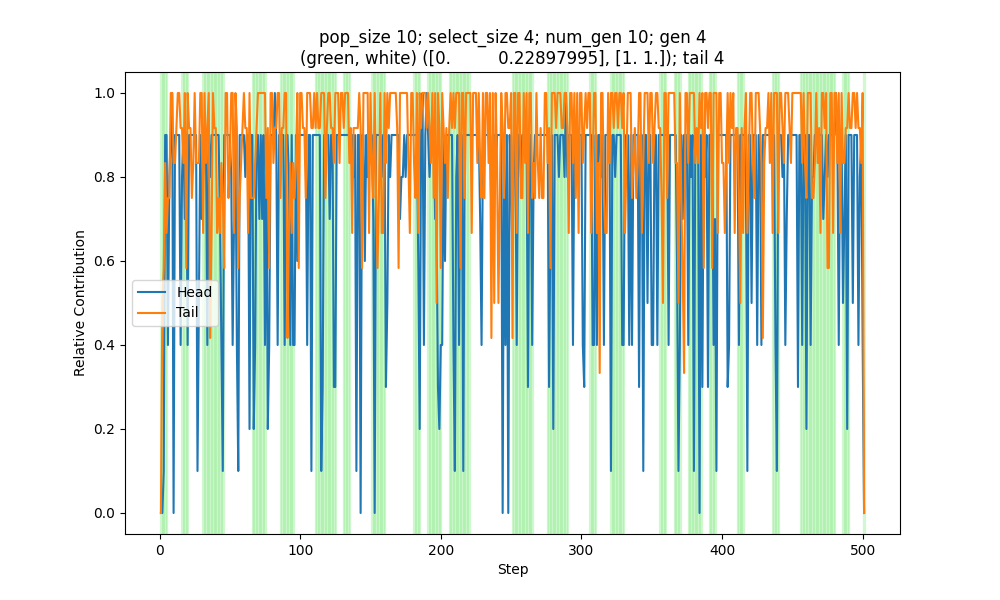 pop_size 10; select_size 4; num_gen 10; gen 4
(green, white) ([0.         0.22897995], [1. 1.]); tail 4
Relative Contribution
1.0
0.8
0.6
0.4
0.2
0.0
Head
Tail
0
100
200
300
400
500
Step